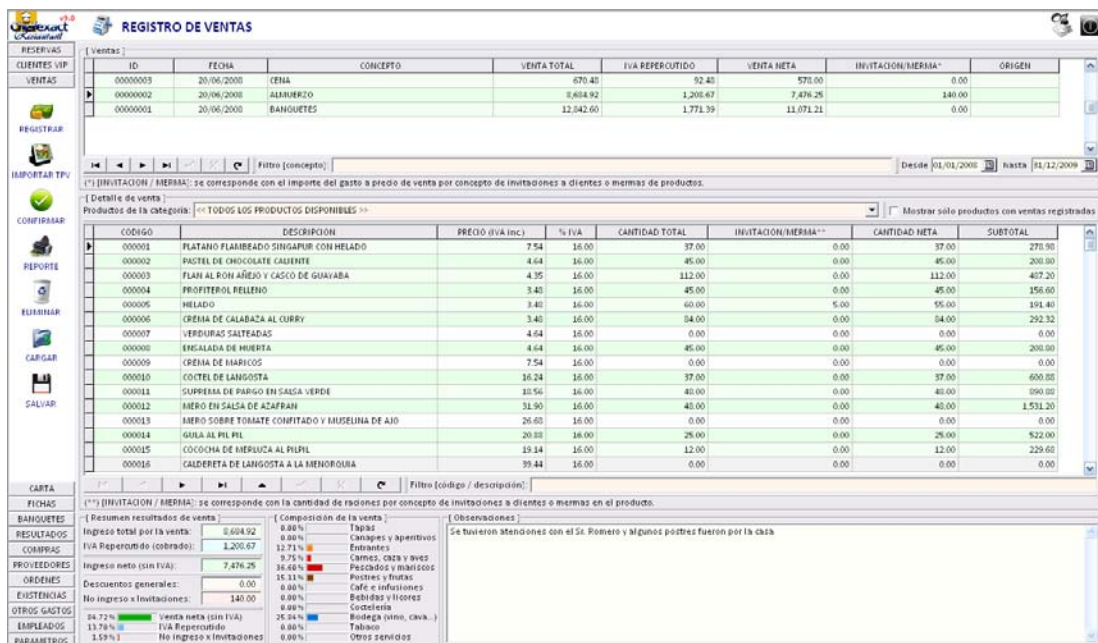 Chefexact v3.0
Restaurant
REGISTRO DE VENTAS
RESERVAS
CLIENTES VIP
VENTAS
REGISTRAR
IMPORTAR TPV
CONFIRMAR
REPORTE
ELIMINAR
CARGAR
SALVAR
CARTA
FICHAS
BANQUETES
RESULTADOS
COMPRAS
PROVEEDORES
ORDENES
EXISTENCIAS
OTROS GASTOS
EMPLEADOS
PARAMETROS
[ Ventas ]
ID FECHA CONCEPTO VENTA TOTAL IVA REPERCUTIDO VENTA NETA INVITACION/MERMA* ORIGEN
00000003 20/06/2008 CENA 670.48 92.48 578.00 0.00
00000002 20/06/2008 ALMUERZO 8,684.92 1,208.67 7,476.25 140.00
00000001 20/06/2008 BANQUETES 12,842.60 1,771.39 11,071.21 0.00
Filtro [concepto]: Desde 01/01/2008 hasta 31/12/2009
(*) [INVITACION / MERMA]: se corresponde con el importe del gasto a precio de venta por concepto de invitaciones a clientes o mermas de productos.
[ Detalle de venta ]
Productos de la categoría: << TODOS LOS PRODUCTOS DISPONIBLES >> Mostrar sólo productos con ventas registradas
CODIGO DESCRIPCION PRECIO (IVA inc.) % IVA CANTIDAD TOTAL INVITACION/MERMA** CANTIDAD NETA SUBTOTAL
000001 PLATANO FLAMBEADO SINGAPUR CON HELADO 7.54 16.00 37.00 0.00 37.00 278.98
000002 PASTEL DE CHOCOLATE CALIENTE 4.64 16.00 45.00 0.00 45.00 208.80
000003 FLAN AL RON AÑEJO Y CASCO DE GUAYABA 4.35 16.00 112.00 0.00 112.00 487.20
000004 PROFITEROL RELLENO 3.48 16.00 45.00 0.00 45.00 156.60
000005 HELADO 3.48 16.00 60.00 5.00 55.00 191.40
000006 CREMA DE CALABAZA AL CURRY 3.48 16.00 84.00 0.00 84.00 292.32
000007 VERDURAS SALTEADAS 4.64 16.00 0.00 0.00 0.00 0.00
000008 ENSALADA DE HUERTA 4.64 16.00 45.00 0.00 45.00 208.80
000009 CREMA DE MARICOS 7.54 16.00 0.00 0.00 0.00 0.00
000010 COCTEL DE LANGOSTA 16.24 16.00 37.00 0.00 37.00 600.88
000011 SUPREMA DE PARGO EN SALSA VERDE 18.56 16.00 48.00 0.00 48.00 890.88
000012 MERO EN SALSA DE AZAFRAN 31.90 16.00 48.00 0.00 48.00 1,531.20
000013 MERO SOBRE TOMATE CONFITADO Y MUSELINA DE AJO 26.68 16.00 0.00 0.00 0.00 0.00
000014 GULA AL PIL PIL 20.88 16.00 25.00 0.00 25.00 522.00
000015 COCOCHA DE MERLUZA AL PILPIL 19.14 16.00 12.00 0.00 12.00 229.68
000016 CALDERETA DE LANGOSTA A LA MENORQUIA 39.44 16.00 0.00 0.00 0.00 0.00
Filtro [código / descripción]:
(**) [INVITACION / MERMA]: se corresponde con la cantidad de raciones por concepto de invitaciones a clientes o mermas en el producto.
[ Resumen resultados de venta ]
Ingreso total por la venta: 8,684.92
IVA Repercutido (cobrado): 1,208.67
Ingreso neto (sin IVA): 7,476.25
Descuentos generales: 0.00
No ingreso x Invitaciones: 140.00
84.72 % Venta neta (sin IVA)
13.70 % IVA Repercutido
1.59 % No ingreso x Invitaciones
[ Composición de la venta ]
0.00 % Tapas
0.00 % Canapes y aperitivos
12.71 % Entrantes
9.75 % Carnes, caza y aves
36.60 % Pescados y mariscos
15.11 % Postres y frutas
0.00 % Café e infusiones
0.00 % Bebidas y licores
0.00 % Coctelería
25.84 % Bodega (vino, cava...)
0.00 % Tabaco
0.00 % Otros servicios
[ Observaciones ]
Se tuvieron atenciones con el Sr. Romero y algunos postres fueron por la casa